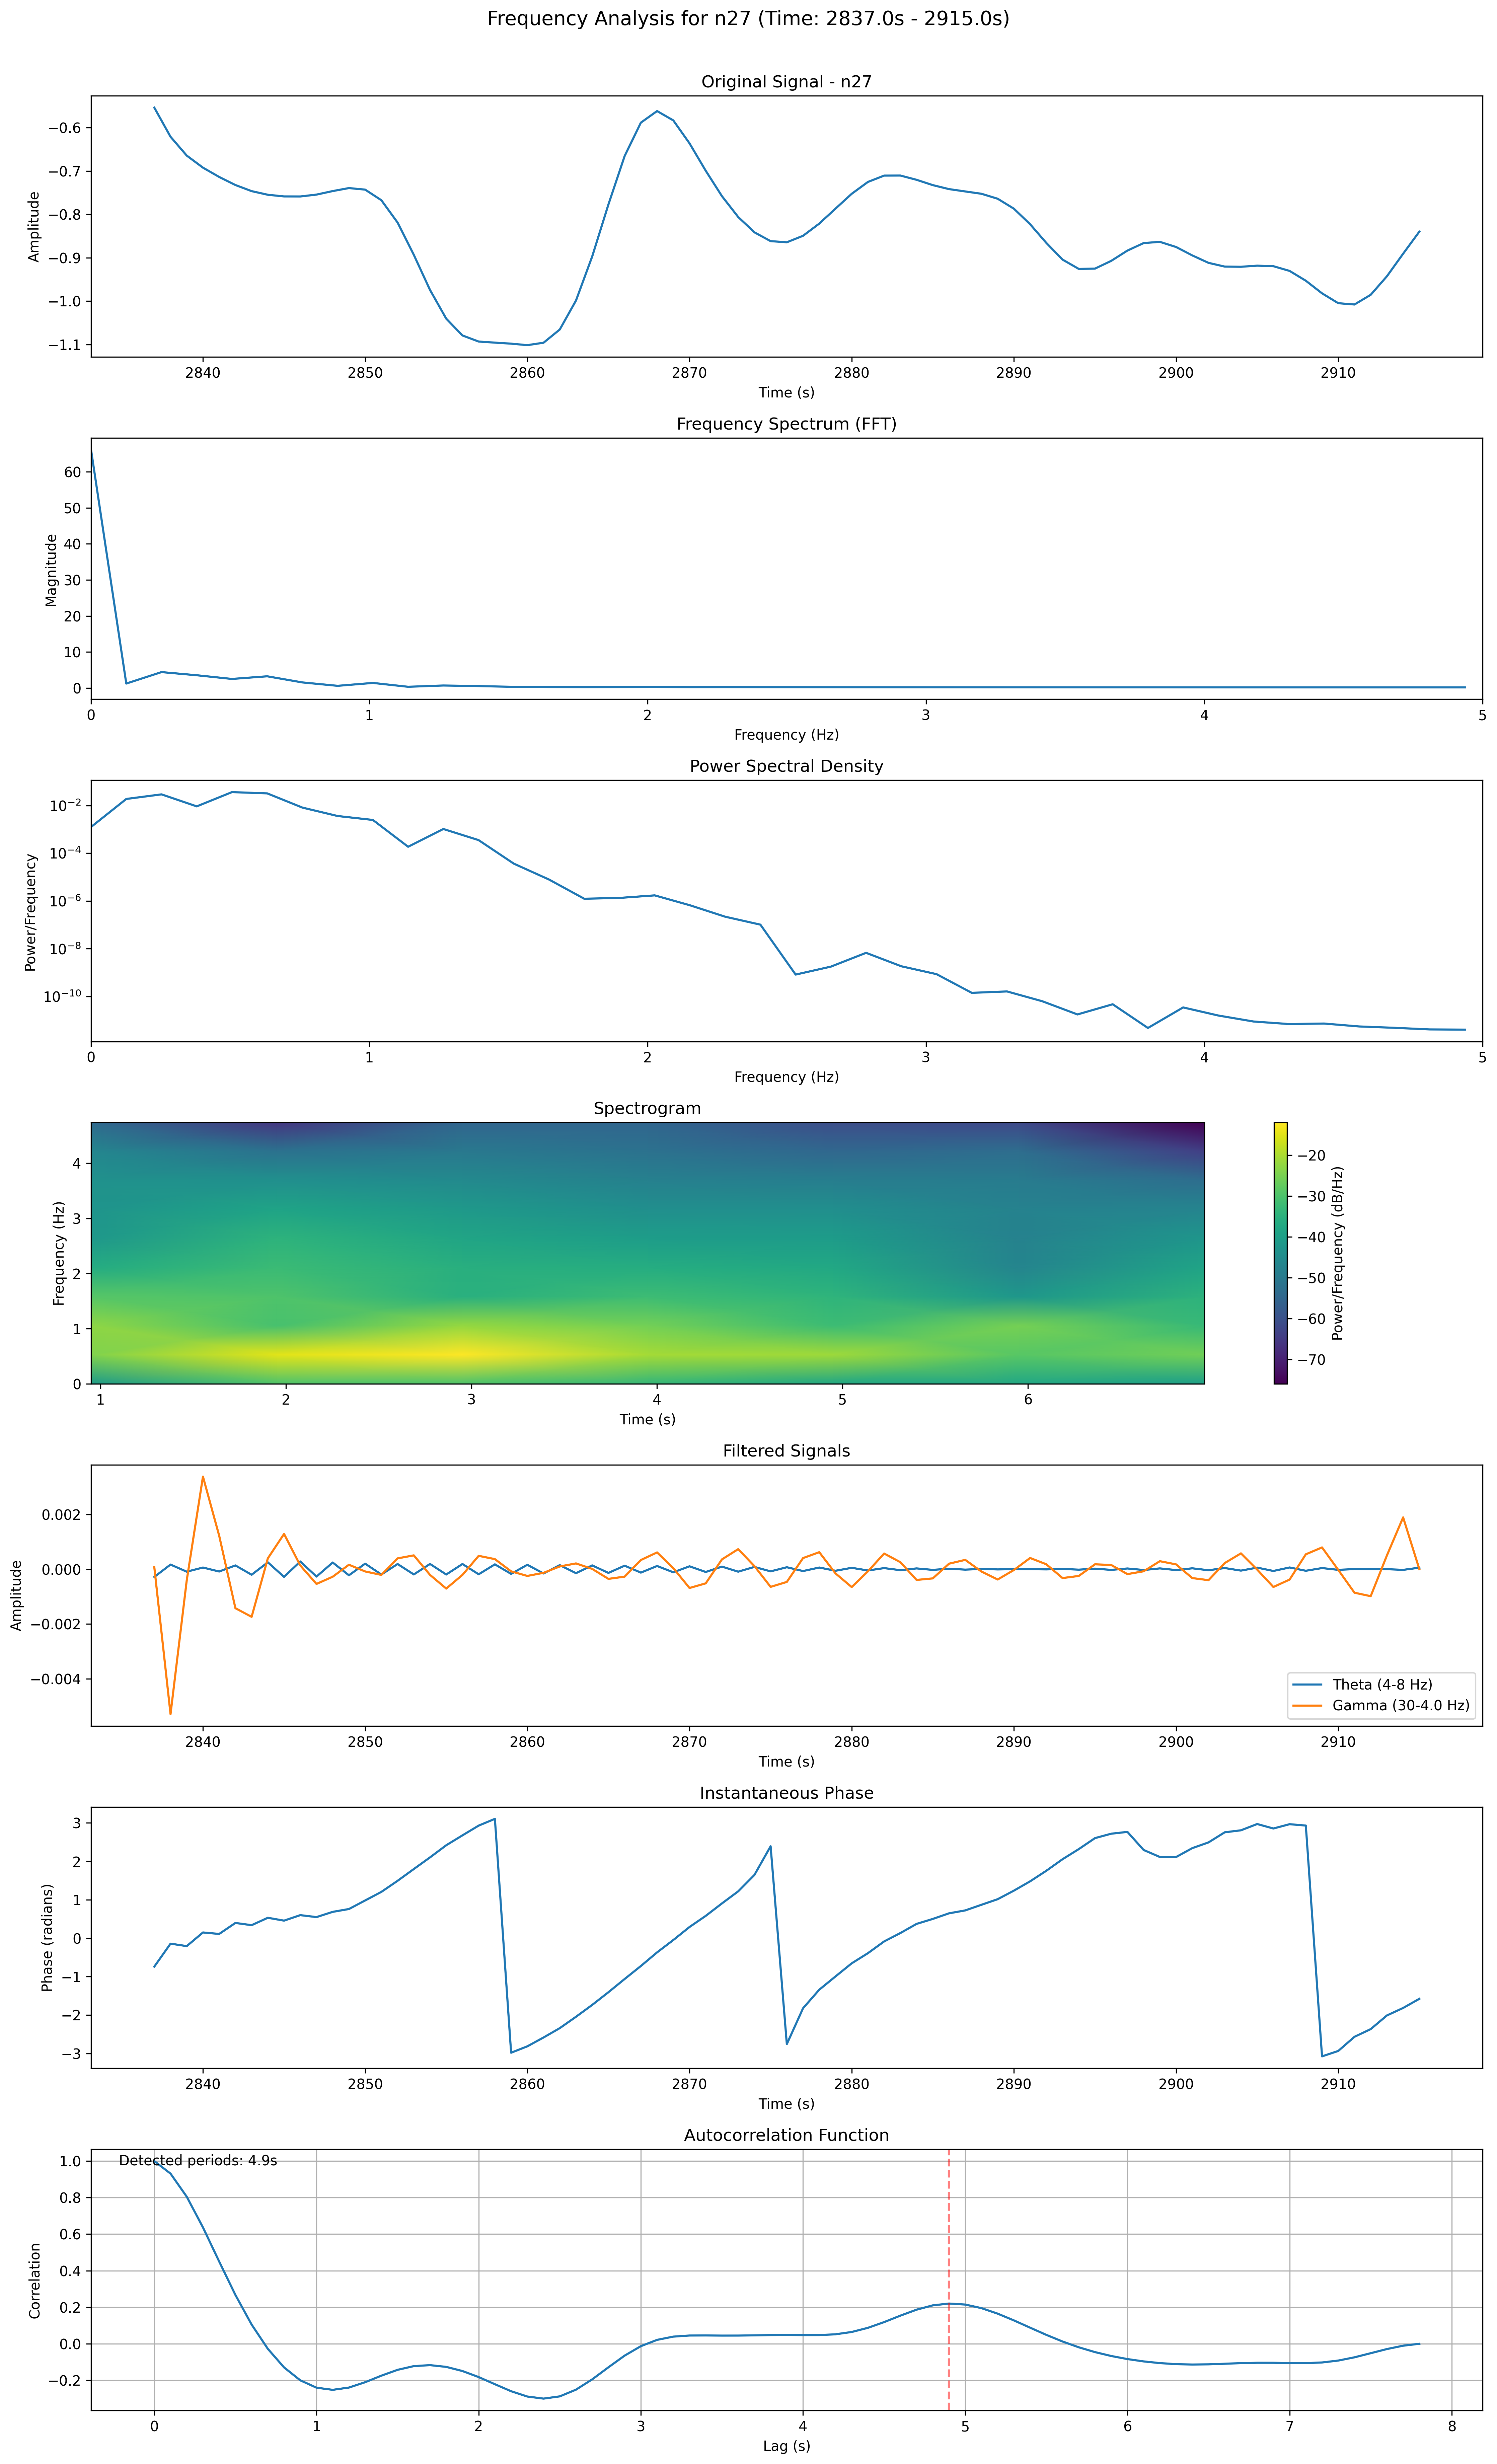 Frequency Analysis for n27 (Time: 2837.0s - 2915.0s)
Original Signal - n27
Amplitude
−0.6
−0.7
−0.8
−0.9
−1.0
−1.1
2840 2850 2860 2870 2880 2890 2900 2910
Time (s)
Frequency Spectrum (FFT)
Magnitude
60
50
40
30
20
10
0
0 1 2 3 4 5
Frequency (Hz)
Power Spectral Density
Power/Frequency
10⁻²
10⁻⁴
10⁻⁶
10⁻⁸
10⁻¹⁰
0 1 2 3 4 5
Frequency (Hz)
Spectrogram
Frequency (Hz)
4
3
2
1
0
1 2 3 4 5 6
Time (s)
−20
−30
−40
−50
−60
−70
Power/Frequency (dB/Hz)
Filtered Signals
Amplitude
0.002
0.000
−0.002
−0.004
Theta (4-8 Hz)
Gamma (30-4.0 Hz)
2840 2850 2860 2870 2880 2890 2900 2910
Time (s)
Instantaneous Phase
Phase (radians)
3
2
1
0
−1
−2
−3
2840 2850 2860 2870 2880 2890 2900 2910
Time (s)
Autocorrelation Function
Detected periods: 4.9s
Correlation
1.0
0.8
0.6
0.4
0.2
0.0
−0.2
0 1 2 3 4 5 6 7 8
Lag (s)